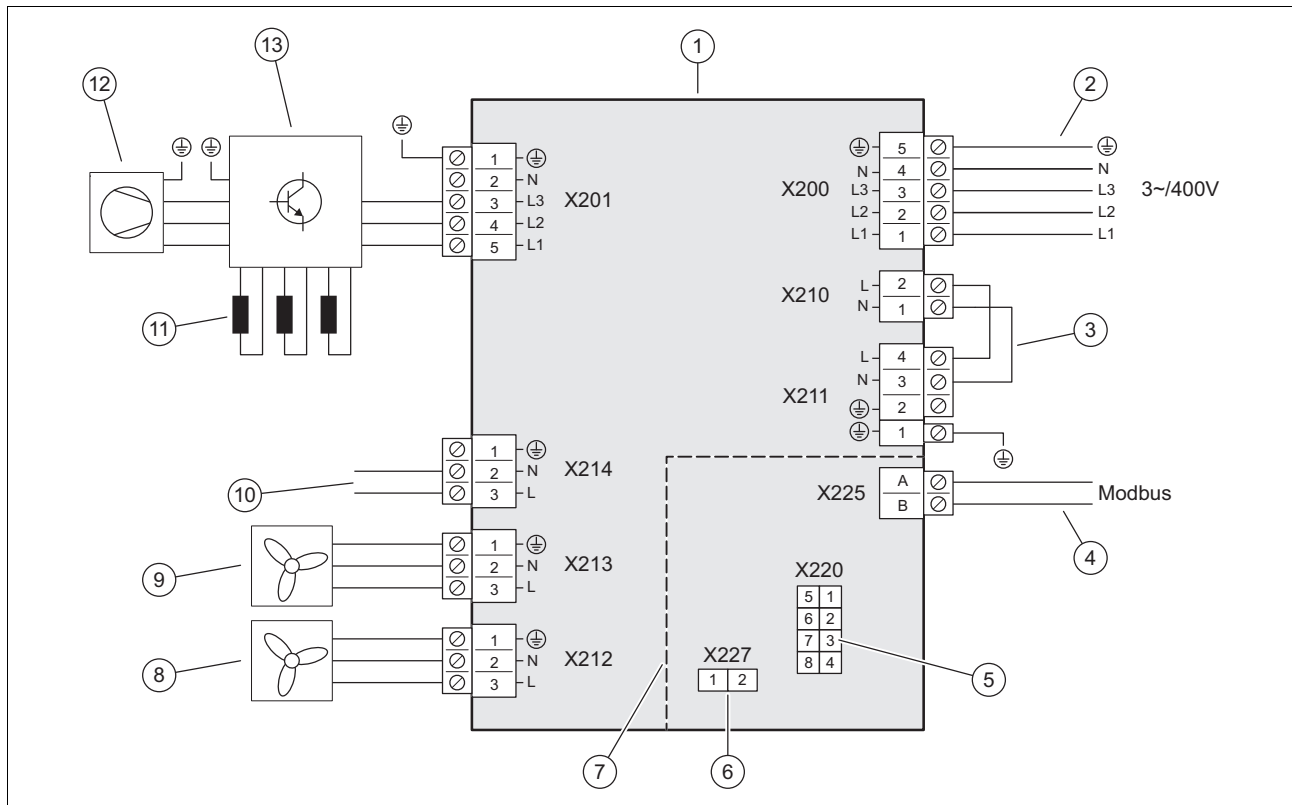 13
1
12
2
1
2 N
3 L3
4 L2
5 L1
X201
X200
5
N 4
L3 3
L2 2
L1 1
N
L3
L2
L1
3~/400V
X210
L 2
N 1
3
11
X211
L 4
N 3
2
1
10
1
2 N
3 L
X214
X225
A
B
Modbus
4
9
1
2 N
3 L
X213
X220
5 1
6 2
7 3
8 4
5
8
1
2 N
3 L
X212
X227
1 2
7
6